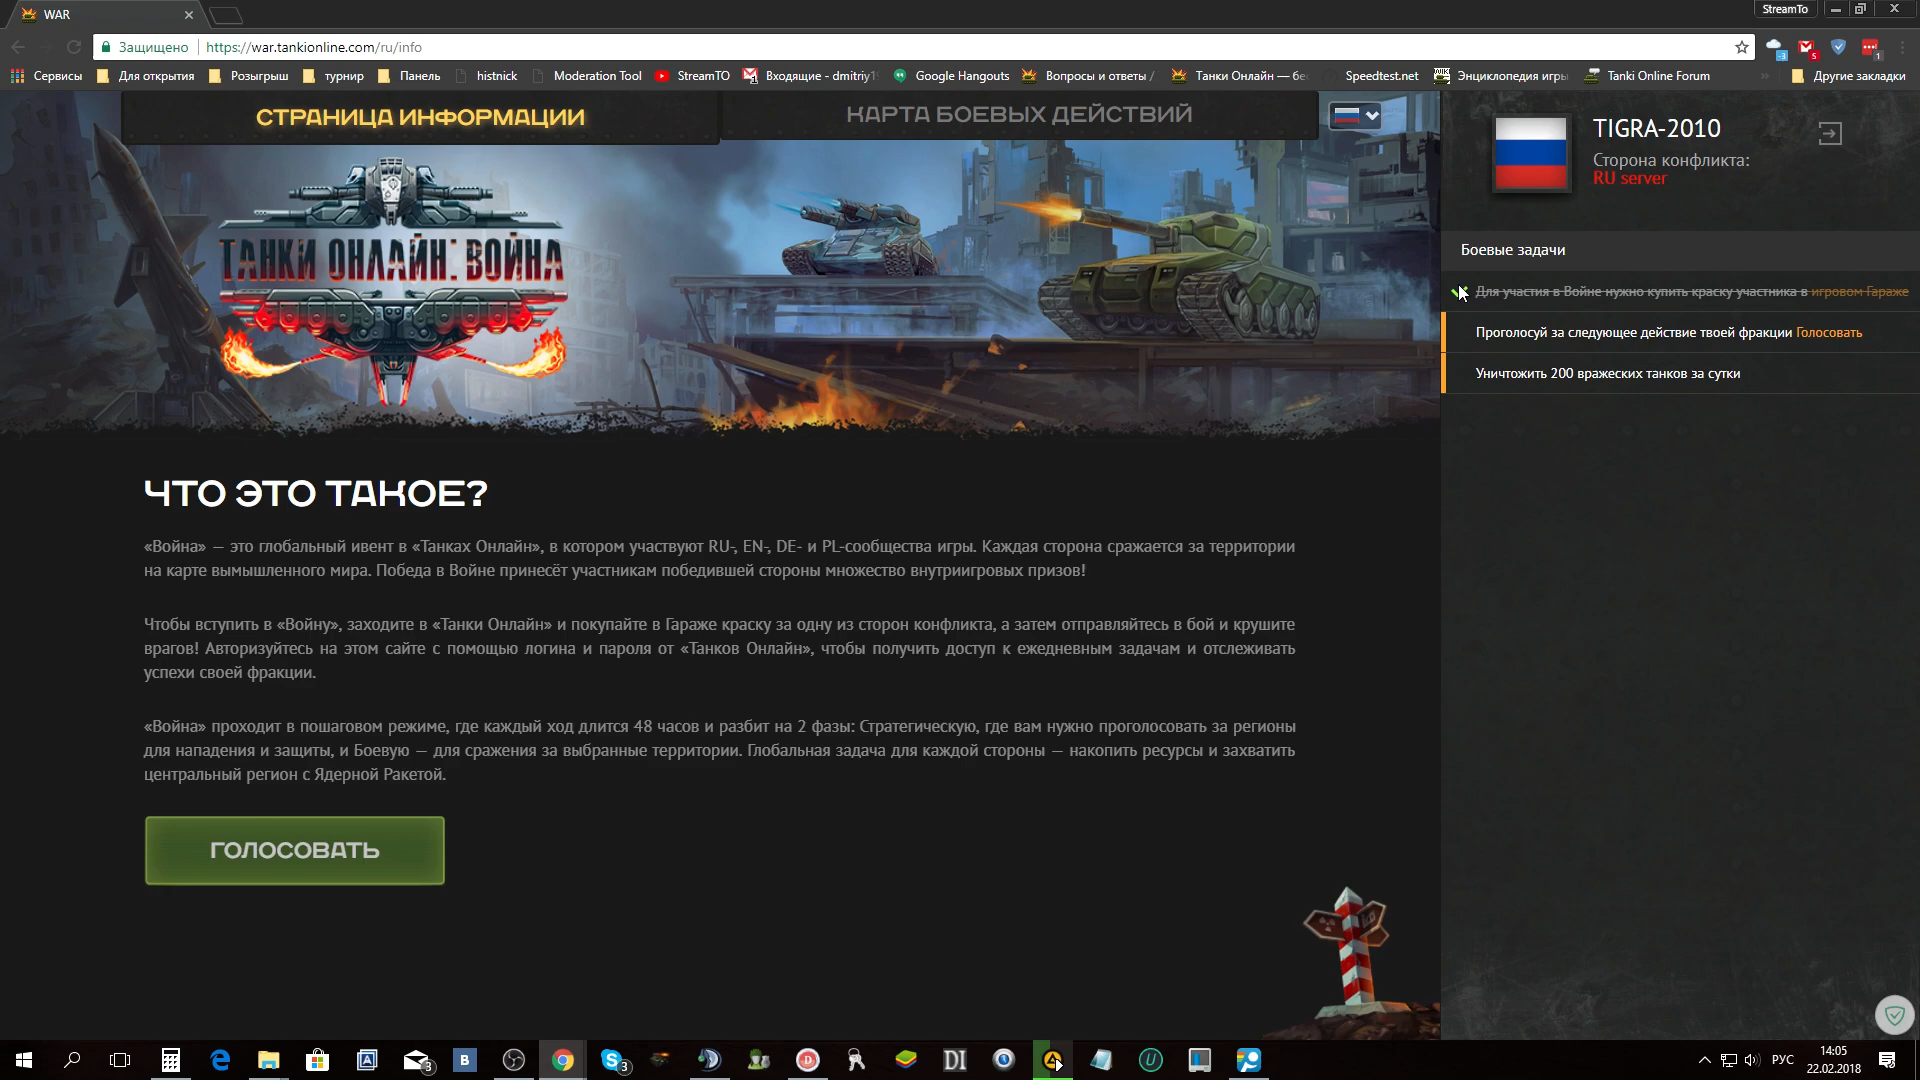 WAR
StreamTo
Защищено
https://war.tankionline.com/ru/info
3
5
1
Сервисы
Для открытия
Розыгрыш
турнир
Панель
histnick
Moderation Tool
StreamTO
Входящие - dmitriy1
Google Hangouts
Вопросы и ответы /
Танки Онлайн — бес
Speedtest.net
Энциклопедия игры
Tanki Online Forum
»
Другие закладки
СТРАНИЦА ИНФОРМАЦИИ
КАРТА БОЕВЫХ ДЕЙСТВИЙ
TIGRA-2010
Сторона конфликта:
RU server
ТАНКИ ОНЛАЙН: ВОЙНА
Боевые задачи
Для участия в Войне нужно купить краску участника в игровом Гараже
Проголосуй за следующее действие твоей фракции Голосовать
Уничтожить 200 вражеских танков за сутки
ЧТО ЭТО ТАКОЕ?
«Война» — это глобальный ивент в «Танках Онлайн», в котором участвуют RU-, EN-, DE- и PL-сообщества игры. Каждая сторона сражается за территории
на карте вымышленного мира. Победа в Войне принесёт участникам победившей стороны множество внутриигровых призов!
Чтобы вступить в «Войну», заходите в «Танки Онлайн» и покупайте в Гараже краску за одну из сторон конфликта, а затем отправляйтесь в бой и крушите
врагов! Авторизуйтесь на этом сайте с помощью логина и пароля от «Танков Онлайн», чтобы получить доступ к ежедневным задачам и отслеживать
успехи своей фракции.
«Война» проходит в пошаговом режиме, где каждый ход длится 48 часов и разбит на 2 фазы: Стратегическую, где вам нужно проголосовать за регионы
для нападения и защиты, и Боевую — для сражения за выбранные территории. Глобальная задача для каждой стороны — накопить ресурсы и захватить
центральный регион с Ядерной Ракетой.
ГОЛОСОВАТЬ
3
B
3
DI
РУС
14:05
22.02.2018